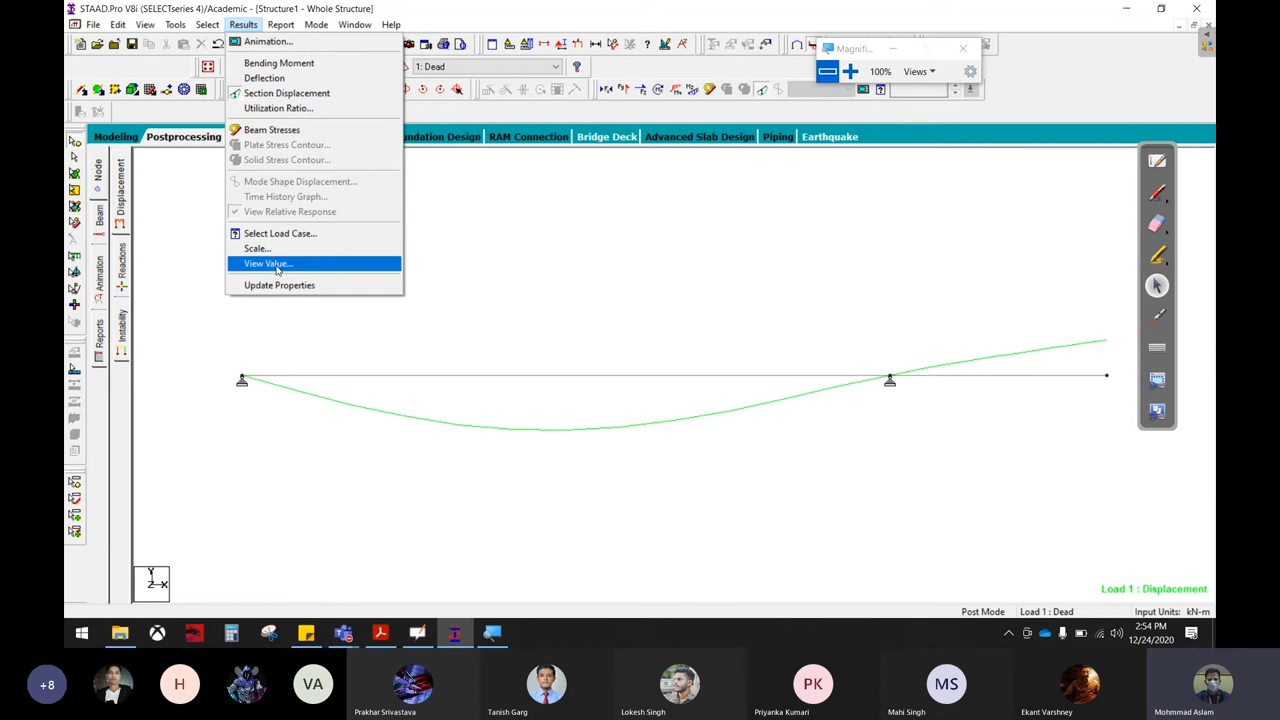 STAAD.Pro V8i (SELECTseries 4)/Academic - [Structure1 - Whole Structure]
File Edit View Tools Select Results Report Mode Window Help
Animation...
Bending Moment
Deflection
Section Displacement
Utilization Ratio...
Beam Stresses
Plate Stress Contour...
Solid Stress Contour...
Mode Shape Displacement...
Time History Graph...
View Relative Response
Select Load Case...
Scale...
View Value...
Update Properties
1: Dead
Magnifi...
100% Views
Modeling Postprocessing undation Design RAM Connection Bridge Deck Advanced Slab Design Piping Earthquake
Node
Beam
Animation
Reports
Displacement
Reactions
Instability
Y
Z X
Load 1 : Displacement
Post Mode Load 1 : Dead Input Units: kN-m
2:54 PM
12/24/2020
+8 H VA PK MS
Prakhar Srivastava Tanish Garg Lokesh Singh Priyanka Kumari Mahi Singh Ekant Varshney Mohmmad Aslam